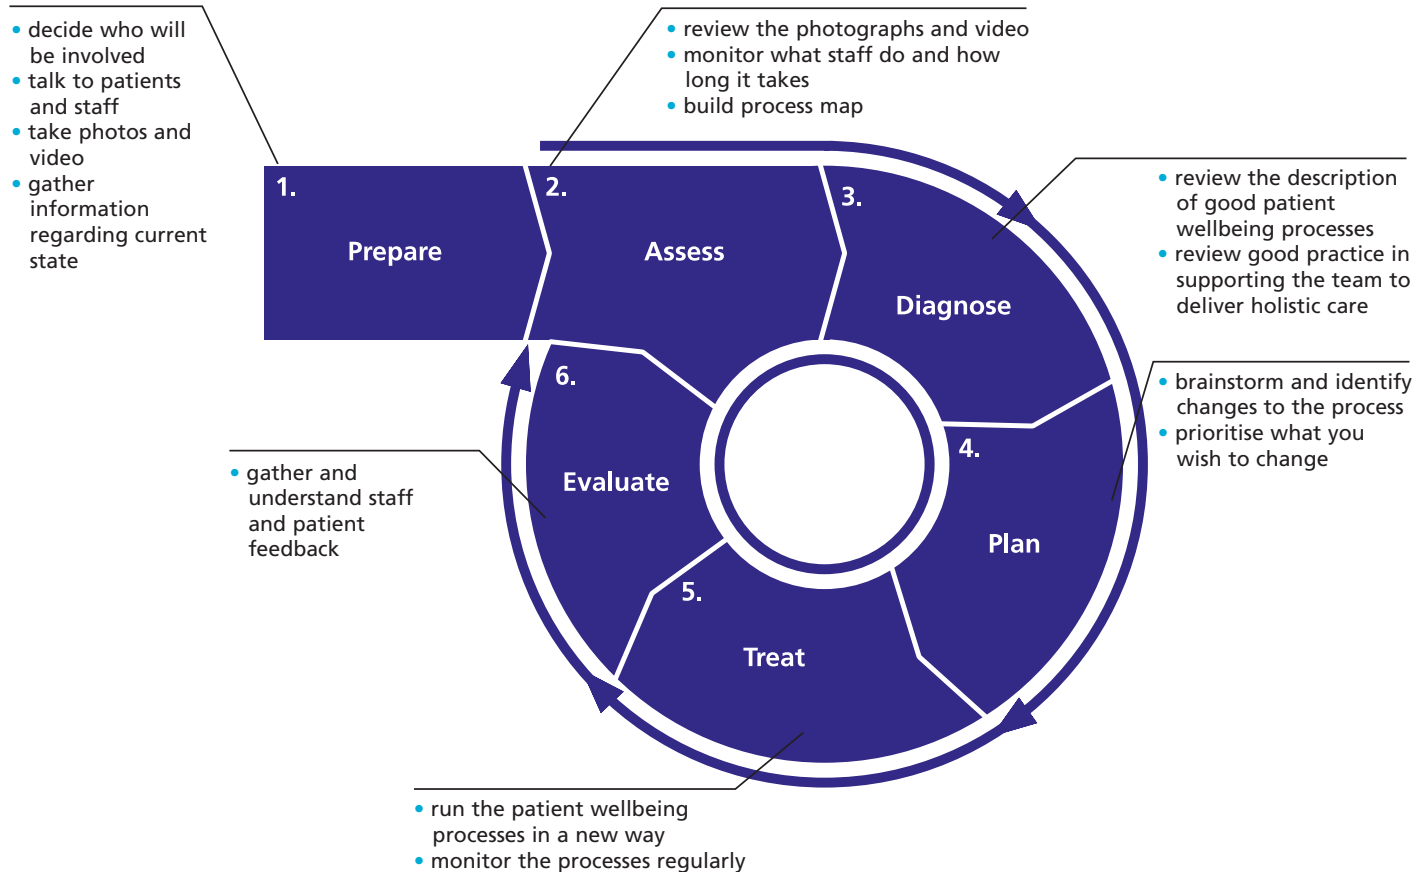 • decide who will
be involved
• talk to patients
and staff
• take photos and
video
• gather
information
regarding current
state
1.
Prepare
• review the photographs and video
• monitor what staff do and how
long it takes
• build process map
2.
Assess
3.
Diagnose
• review the description
of good patient
wellbeing processes
• review good practice in
supporting the team to
deliver holistic care
4.
Plan
• brainstorm and identify
changes to the process
• prioritise what you
wish to change
5.
Treat
• run the patient wellbeing
processes in a new way
• monitor the processes regularly
6.
Evaluate
• gather and
understand staff
and patient
feedback